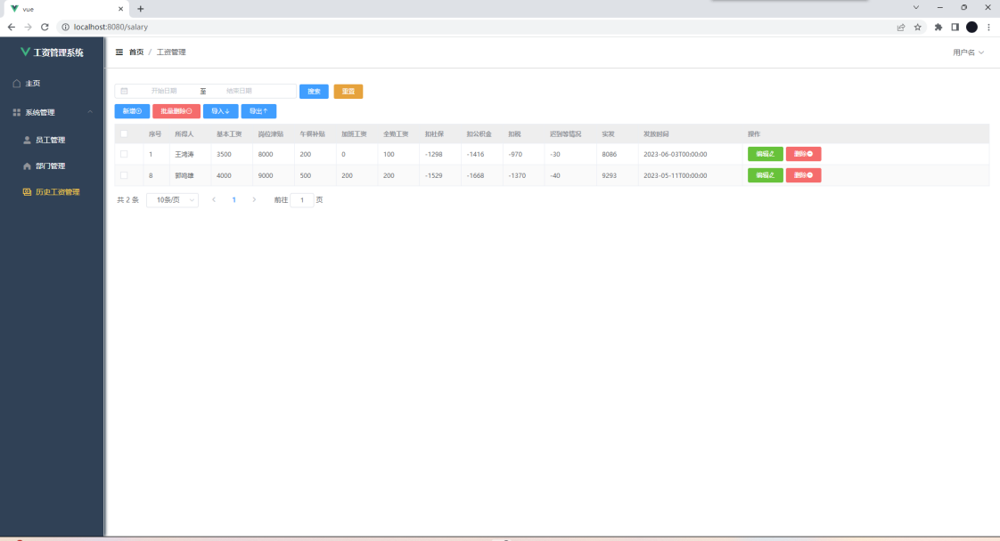 vue
localhost:8080/salary
工资管理系统
首页 / 工资管理
用户名
主页
系统管理
员工管理
部门管理
历史工资管理
开始日期 至 结束日期 搜索 重置
新增 批量删除 导入 导出
序号 所得人 基本工资 岗位津贴 午餐补贴 加班工资 全勤工资 扣社保 扣公积金 扣税 迟到等情况 实发 发放时间 操作
1 王鸿涛 3500 8000 200 0 100 -1298 -1416 -970 -30 8086 2023-06-03T00:00:00 编辑 删除
8 郭鸣雄 4000 9000 500 200 200 -1529 -1668 -1370 -40 9293 2023-05-11T00:00:00 编辑 删除
共 2 条 10条/页 1 前往 1 页